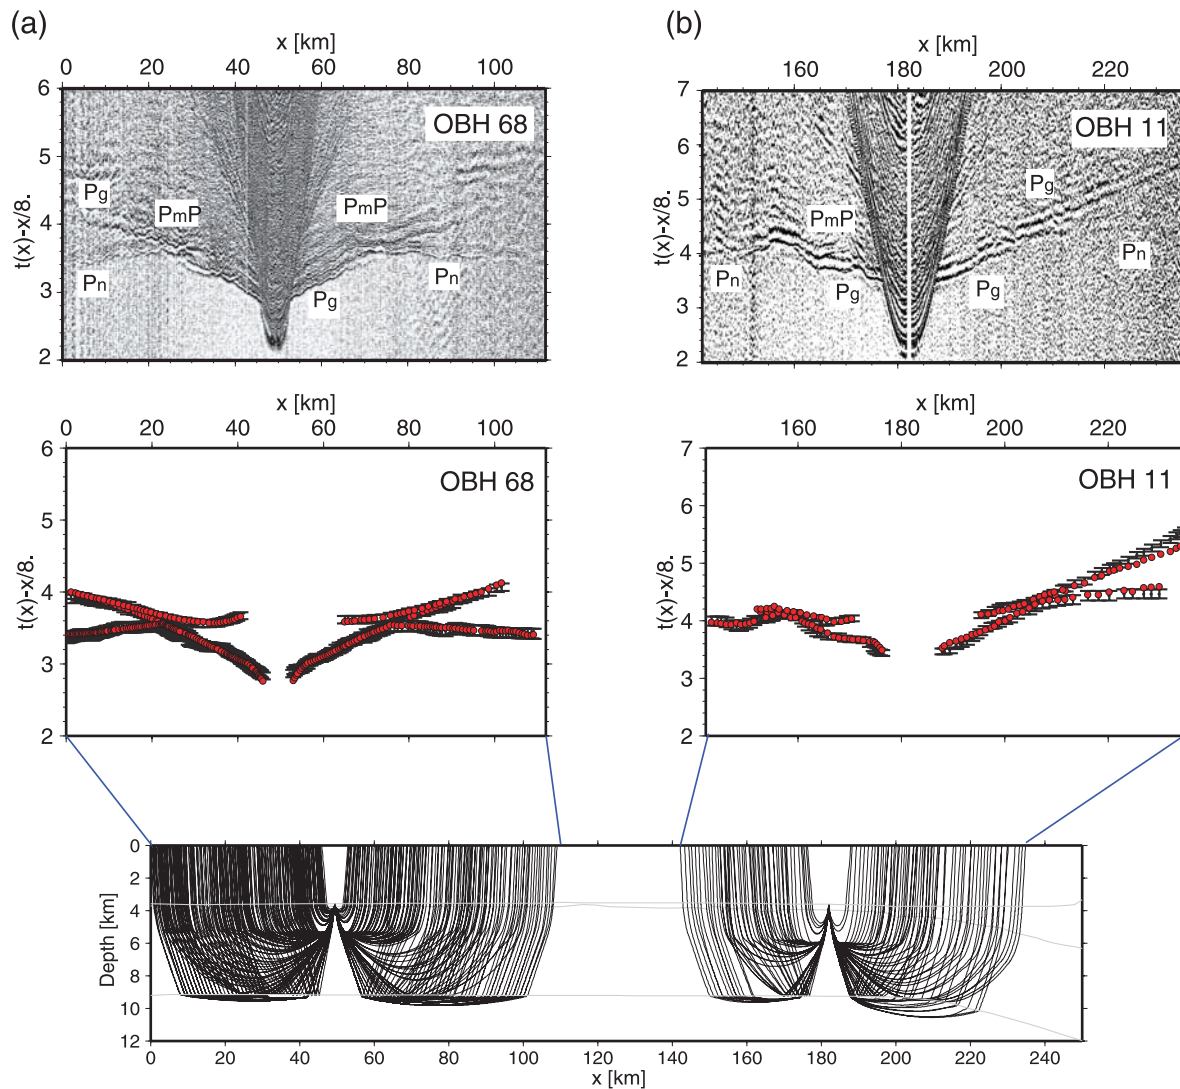 (a)
x [km]
0 20 40 60 80 100
6
5
4
3
2
t(x)-x/8.
OBH 68
Pg
PmP
Pn
Pg
Pn
(b)
x [km]
160 180 200 220
7
6
5
4
3
2
t(x)-x/8.
OBH 11
Pg
PmP
Pn
Pg
Pg
Pn
x [km]
0 20 40 60 80 100
6
5
4
3
2
t(x)-x/8.
OBH 68
x [km]
160 180 200 220
7
6
5
4
3
2
t(x)-x/8.
OBH 11
0
2
4
6
8
10
12
Depth [km]
0 20 40 60 80 100 120 140 160 180 200 220 240
x [km]